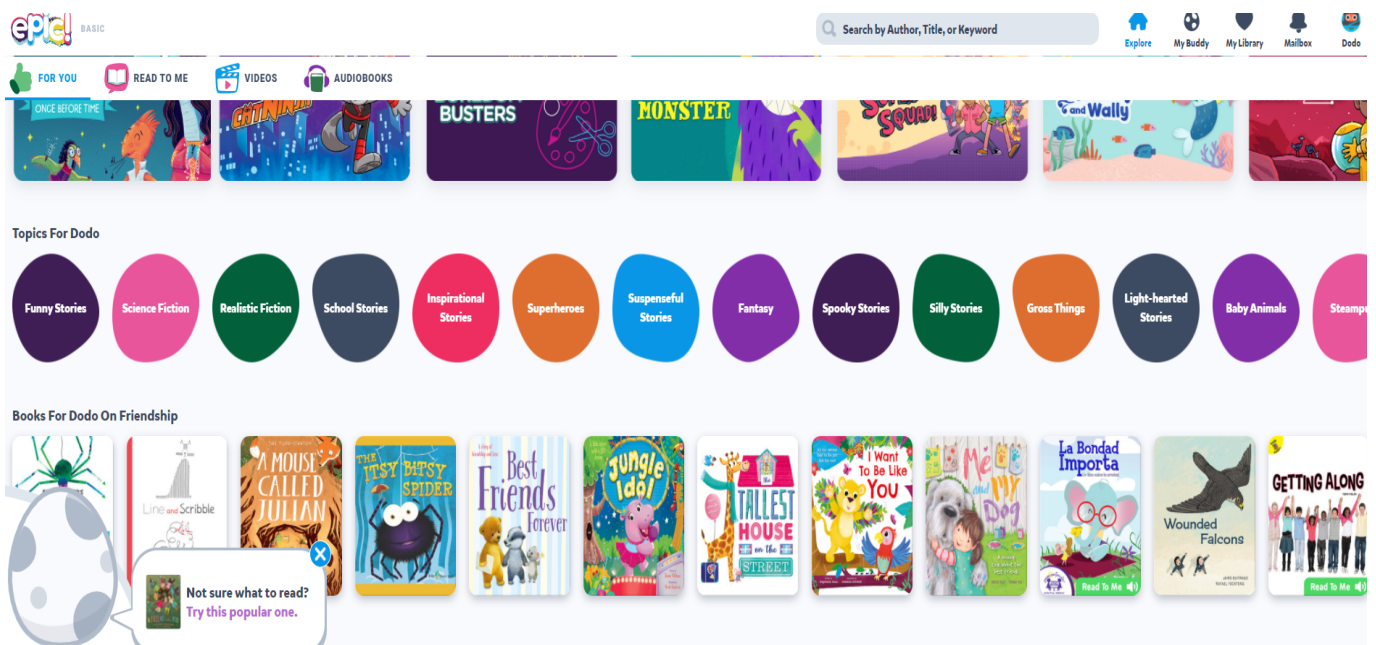 epic!
BASIC
Search by Author, Title, or Keyword
Explore
My Buddy
My Library
Mailbox
Dodo
FOR YOU
READ TO ME
VIDEOS
AUDIOBOOKS
ONCE BEFORE TIME
CAT NINJA
BUSTERS
MONSTER
SQUAD!
and Wally
Topics For Dodo
Funny Stories
Science Fiction
Realistic Fiction
School Stories
Inspirational
Stories
Superheroes
Suspenseful
Stories
Fantasy
Spooky Stories
Silly Stories
Gross Things
Light-hearted
Stories
Baby Animals
Steamp
Books For Dodo On Friendship
Line and Scribble
A MOUSE
CALLED
JULIAN
THE
ITSY BITSY
SPIDER
Best
Friends
Forever
Jungle
Idol
the
TALLEST
HOUSE
on the
STREET
I Want
To Be Like
YOU
Me
and MY
Dog
La Bondad
Importa
Read To Me
Wounded
Falcons
GETTING ALONG
Read To Me
Not sure what to read?
Try this popular one.